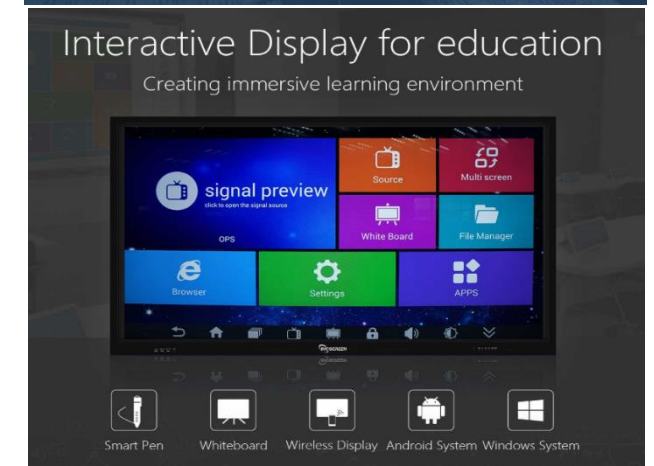 Interactive Display for education
Creating immersive learning environment
signal preview
click to open the signal source
OPS
Source
Multi screen
White Board
File Manager
Browser
Settings
APPS
Smart Pen
Whiteboard
Wireless Display
Android System
Windows System